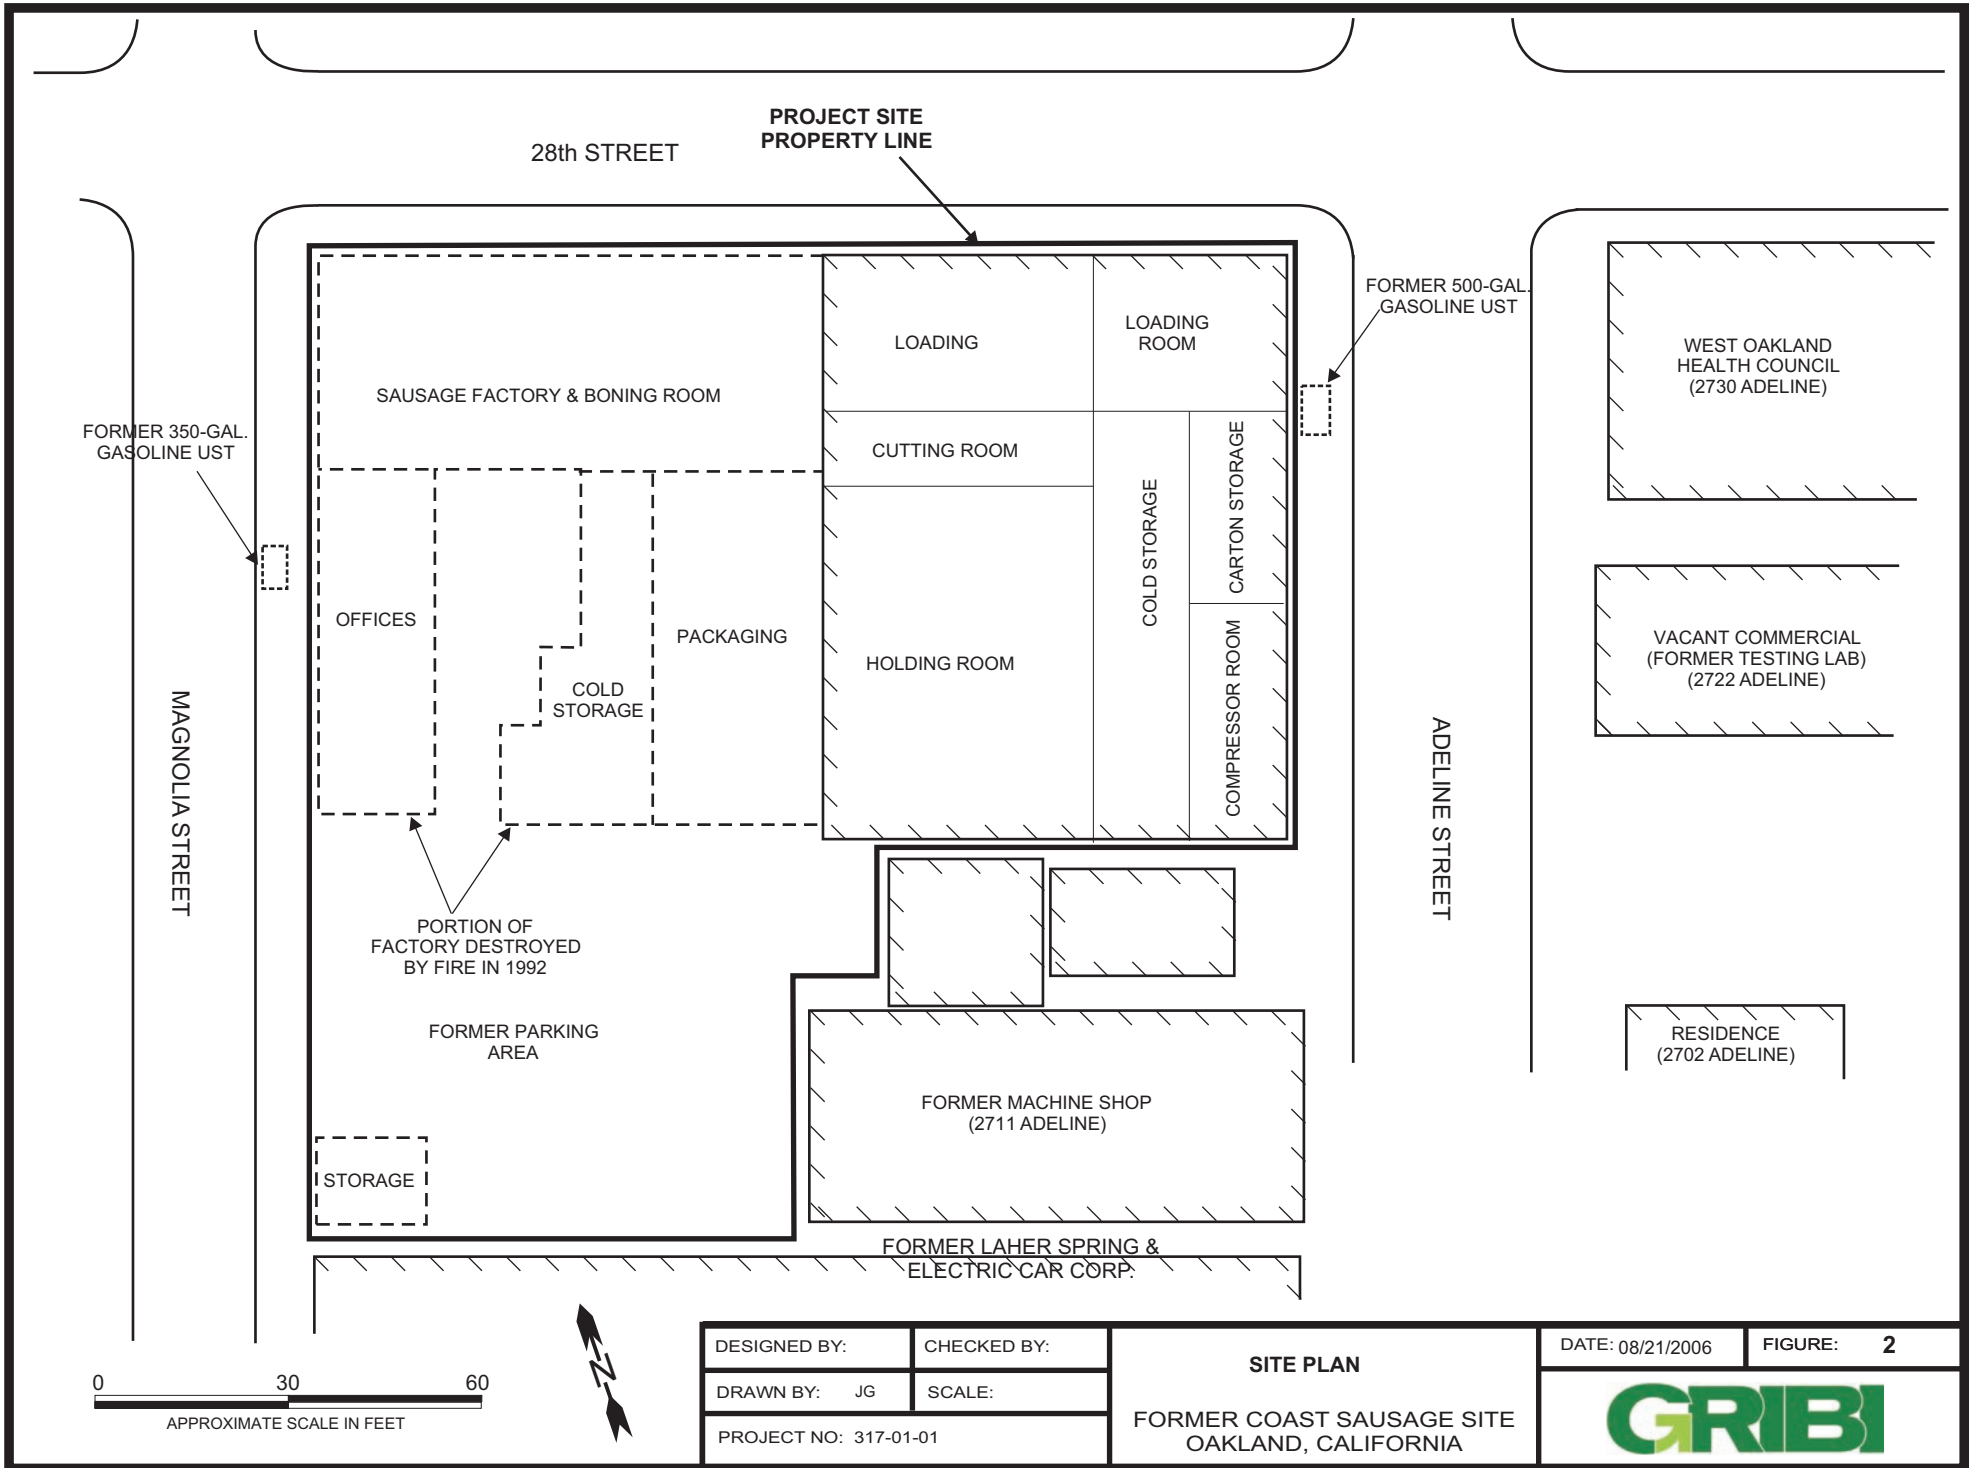 PROJECT SITE
PROPERTY LINE
28th STREET
FORMER 500-GAL.
GASOLINE UST
LOADING
LOADING
ROOM
WEST OAKLAND
HEALTH COUNCIL
(2730 ADELINE)
SAUSAGE FACTORY & BONING ROOM
FORMER 350-GAL.
GASOLINE UST
CUTTING ROOM
COLD STORAGE
CARTON STORAGE
OFFICES
PACKAGING
HOLDING ROOM
COLD
STORAGE
COMPRESSOR ROOM
VACANT COMMERCIAL
(FORMER TESTING LAB)
(2722 ADELINE)
MAGNOLIA STREET
ADELINE STREET
PORTION OF
FACTORY DESTROYED
BY FIRE IN 1992
FORMER PARKING
AREA
RESIDENCE
(2702 ADELINE)
FORMER MACHINE SHOP
(2711 ADELINE)
STORAGE
FORMER LAHER SPRING &
ELECTRIC CAR CORP.
N
0 30 60
APPROXIMATE SCALE IN FEET
DESIGNED BY:
CHECKED BY:
DRAWN BY: JG
SCALE:
PROJECT NO: 317-01-01
SITE PLAN
FORMER COAST SAUSAGE SITE
OAKLAND, CALIFORNIA
DATE: 08/21/2006
FIGURE: 2
GRIBI